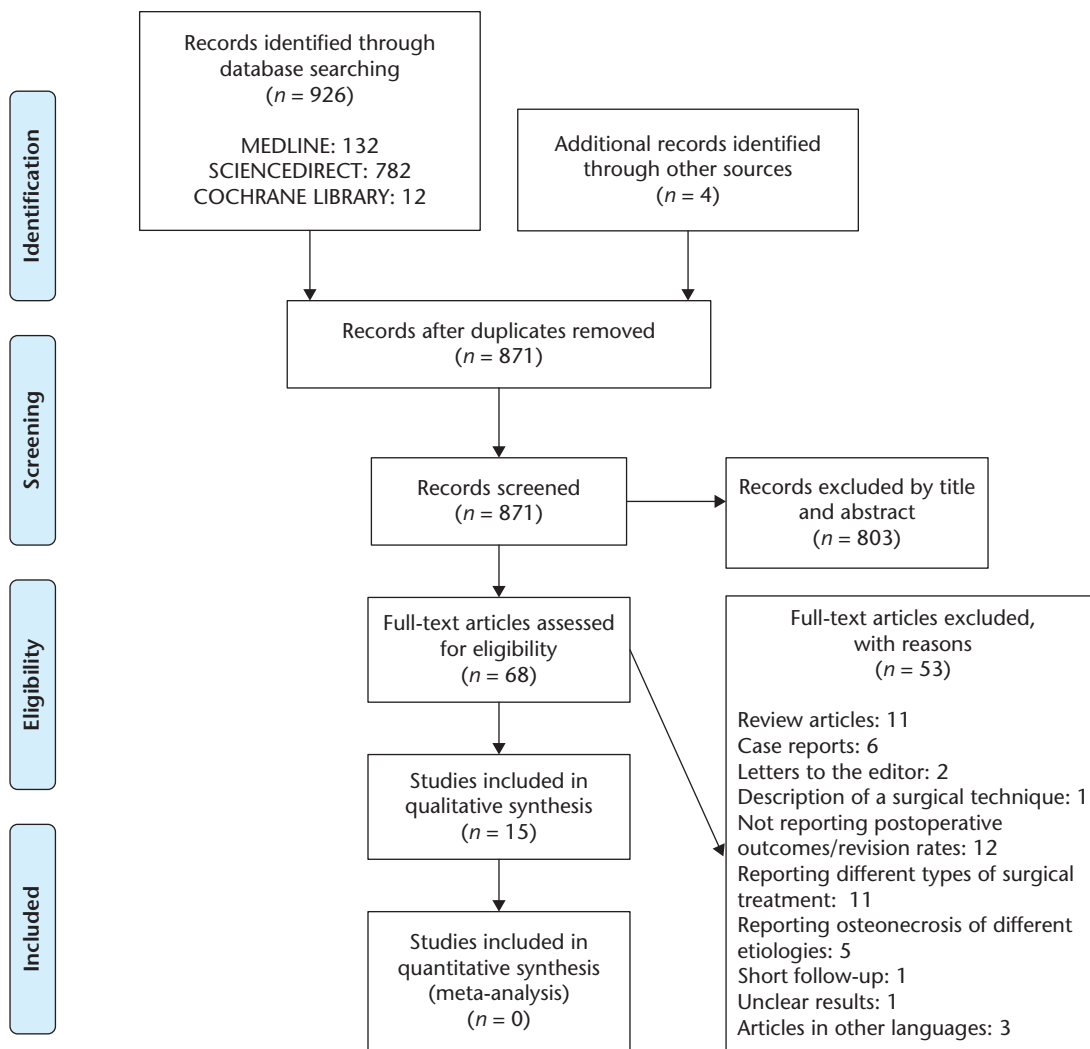 Records identified through
database searching
(n = 926)
MEDLINE: 132
SCIENCEDIRECT: 782
COCHRANE LIBRARY: 12
Additional records identified
through other sources
(n = 4)
Identification
Records after duplicates removed
(n = 871)
Screening
Records screened
(n = 871)
Records excluded by title
and abstract
(n = 803)
Eligibility
Full-text articles assessed
for eligibility
(n = 68)
Full-text articles excluded,
with reasons
(n = 53)
Review articles: 11
Case reports: 6
Letters to the editor: 2
Description of a surgical technique: 1
Not reporting postoperative
outcomes/revision rates: 12
Reporting different types of surgical
treatment: 11
Reporting osteonecrosis of different
etiologies: 5
Short follow-up: 1
Unclear results: 1
Articles in other languages: 3
Studies included in
qualitative synthesis
(n = 15)
Included
Studies included in
quantitative synthesis
(meta-analysis)
(n = 0)